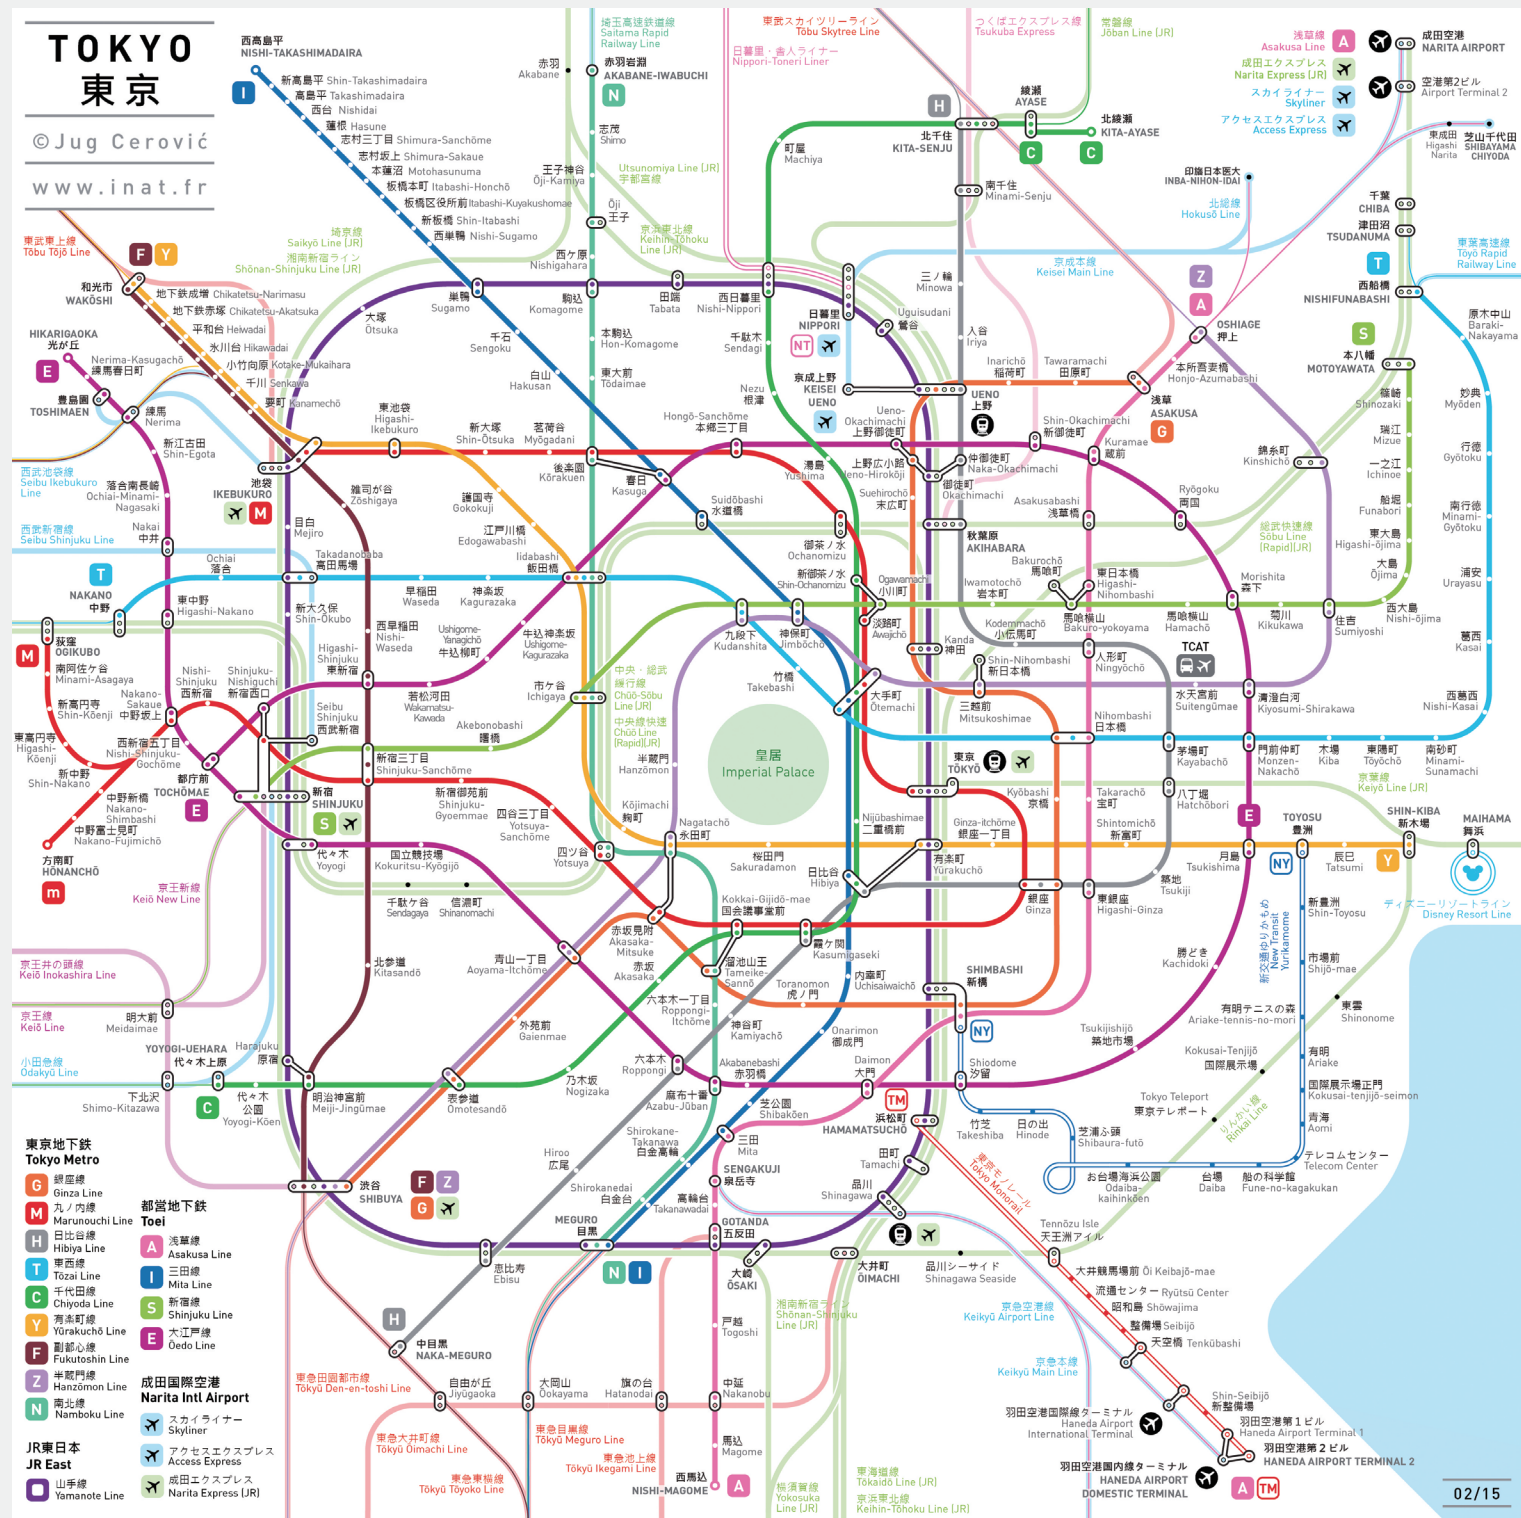 TOKYO
東京
©Jug Cerović
www.inat.fr
西高島平
NISHI-TAKASHIMADAIRA
I
新高島平 Shin-Takashimadaira
高島平 Takashimadaira
西台 Nishidai
蓮根 Hasune
志村三丁目 Shimura-Sanchōme
志村坂上 Shimura-Sakaue
本蓮沼 Motohasunuma
板橋本町 Itabashi-Honchō
板橋区役所前 Itabashi-Kuyakushomae
新板橋 Shin-Itabashi
西巣鴨 Nishi-Sugamo
赤羽
Akabane
埼玉高速鉄道線
Saitama Rapid
Railway Line
赤羽岩淵
AKABANE-IWABUCHI
N
志茂
Shimo
王子神谷
Ōji-Kamiya
Utsunomiya Line (JR)
宇都宮線
Ōji
王子
西ケ原
Nishigahara
京浜東北線
Keihin-Tōhoku
Line (JR)
東武スカイツリーライン
Tōbu Skytree Line
日暮里・舎人ライナー
Nippori-Toneri Liner
つくばエクスプレス線
Tsukuba Express
常磐線
Jōban Line (JR)
浅草線
Asakusa Line
A
成田エクスプレス
Narita Express (JR)
スカイライナー
Skyliner
アクセスエクスプレス
Access Express
成田空港
NARITA AIRPORT
空港第2ビル
Airport Terminal 2
東成田
Higashi
Narita
芝山千代田
SHIBAYAMA
CHIYODA
H
北千住
KITA-SENJU
綾瀬
AYASE
北綾瀬
KITA-AYASE
C
C
町屋
Machiya
南千住
Minami-Senju
印旛日本医大
INBA-NIHON-IDAI
北総線
Hokusō Line
千葉
CHIBA
津田沼
TSUDANUMA
東葉高速線
Tōyō Rapid
Railway Line
T
西船橋
NISHIFUNABASHI
京成本線
Keisei Main Line
東武東上線
Tōbu Tōjō Line
F
Y
埼京線
Saikyō Line (JR)
湘南新宿ライン
Shōnan-Shinjuku Line (JR)
和光市
WAKŌSHI
地下鉄成増 Chikatetsu-Narimasu
地下鉄赤塚 Chikatetsu-Akatsuka
平和台 Heiwadai
氷川台 Hikawadai
小竹向原 Kotake-Mukaihara
千川 Senkawa
要町 Kanamechō
HIKARIGAOKA
光が丘
E
Nerima-Kasugachō
練馬春日町
豊島園
TOSHIMAEN
練馬
Nerima
新江古田
Shin-Egota
落合南長崎
Ochiai-Minami-
Nagasaki
Nakai
中井
西武池袋線
Seibu Ikebukuro
Line
西武新宿線
Seibu Shinjuku Line
巣鴨
Sugamo
大塚
Ōtsuka
駒込
Komagome
田端
Tabata
西日暮里
Nishi-Nippori
日暮里
NIPPORI
NT
Uguisudani
鶯谷
三ノ輪
Minowa
入谷
Iriya
千石
Sengoku
白山
Hakusan
本駒込
Hon-Komagome
東大前
Tōdaimae
千駄木
Sendagi
Nezu
根津
京成上野
KEISEI
UENO
UENO
上野
Inarichō
稲荷町
Tawaramachi
田原町
浅草
ASAKUSA
G
Z
A
OSHIAGE
押上
本所吾妻橋
Honjo-Azumabashi
S
本八幡
MOTOYAWATA
原木中山
Baraki-
Nakayama
妙典
Myōden
行徳
Gyōtoku
南行徳
Minami-
Gyōtoku
浦安
Urayasu
葛西
Kasai
西葛西
Nishi-Kasai
篠崎
Shinozaki
瑞江
Mizue
一之江
Ichinoe
船堀
Funabori
東大島
Higashi-ōjima
大島
Ōjima
西大島
Nishi-ōjima
東池袋
Higashi-
Ikebukuro
新大塚
Shin-Ōtsuka
茗荷谷
Myōgadani
後楽園
Kōrakuen
春日
Kasuga
Hongō-Sanchōme
本郷三丁目
湯島
Yushima
Ueno-
Okachimachi
上野御徒町
上野広小路
Ueno-Hirokōji
仲御徒町
Naka-Okachimachi
御徒町
Okachimachi
Shin-Okachimachi
新御徒町
Kuramae
蔵前
錦糸町
Kinshichō
Suehirochō
末広町
Asakusabashi
浅草橋
Ryōgoku
両国
総武快速線
Sōbu Line
(Rapid)(JR)
池袋
IKEBUKURO
M
雑司が谷
Zōshigaya
目白
Mejiro
護国寺
Gokokuji
江戸川橋
Edogawabashi
Suidōbashi
水道橋
御茶ノ水
Ochanomizu
新御茶ノ水
Shin-Ochanomizu
秋葉原
AKIHABARA
Ogawamachi
小川町
Iwamotochō
岩本町
Bakurochō
馬喰町
東日本橋
Higashi-
Nihombashi
馬喰横山
Bakuro-yokoyama
馬喰横山
Hamachō
Morishita
森下
菊川
Kikukawa
住吉
Sumiyoshi
T
NAKANO
中野
Ochiai
落合
東中野
Higashi-Nakano
Takadanobaba
高田馬場
新大久保
Shin-Ōkubo
早稲田
Waseda
神楽坂
Kagurazaka
Iidabashi
飯田橋
西早稲田
Nishi-
Waseda
Ushigome-
Yanagichō
牛込柳町
牛込神楽坂
Ushigome-
Kagurazaka
九段下
Kudanshita
神保町
Jimbōchō
淡路町
Awajichō
Kanda
神田
Kodemmachō
小伝馬町
Shin-Nihombashi
新日本橋
人形町
Ningyōchō
TCAT
水天宮前
Suitengūmae
清澄白河
Kiyosumi-Shirakawa
M
荻窪
OGIKUBO
南阿佐ケ谷
Minami-Asagaya
新高円寺
Shin-Kōenji
東高円寺
Higashi-
Kōenji
新中野
Shin-Nakano
Nakano-
Sakaue
中野坂上
Nishi-
Shinjuku
西新宿
Shinjuku-
Nishiguchi
新宿西口
Higashi-
Shinjuku
東新宿
Seibu
Shinjuku
西武新宿
若松河田
Wakamatsu-
Kawada
市ケ谷
Ichigaya
Akebonobashi
曙橋
中央・総武
緩行線
Chūō-Sōbu
Line (JR)
中央線快速
Chūō Line
(Rapid)(JR)
竹橋
Takebashi
大手町
Ōtemachi
三越前
Mitsukoshimae
Nihombashi
日本橋
茅場町
Kayabachō
門前仲町
Monzen-
Nakachō
木場
Kiba
東陽町
Tōyōchō
南砂町
Minami-
Sunamachi
西新宿五丁目
Nishi-Shinjuku-
Gochōme
都庁前
TOCHŌMAE
E
新宿
SHINJUKU
S
新宿三丁目
Shinjuku-Sanchōme
新宿御苑前
Shinjuku-
Gyoemmae
四谷三丁目
Yotsuya-
Sanchōme
四ツ谷
Yotsuya
Kōjimachi
麹町
半蔵門
Hanzōmon
皇居
Imperial Palace
東京
TŌKYŌ
Nijūbashimae
二重橋前
Kyōbashi
京橋
Takarachō
宝町
八丁堀
Hatchōbori
京葉線
Keiyō Line (JR)
Ginza-itchōme
銀座一丁目
Shintomichō
新富町
E
月島
Tsukishima
TOYOSU
豊洲
NY
辰巳
Tatsumi
Y
SHIN-KIBA
新木場
MAIHAMA
舞浜
ディズニーリゾートライン
Disney Resort Line
中野新橋
Nakano-
Shimbashi
中野富士見町
Nakano-Fujimichō
方南町
HŌNANCHŌ
m
京王新線
Keiō New Line
代々木
Yoyogi
国立競技場
Kokuritsu-Kyōgijō
千駄ケ谷
Sendagaya
信濃町
Shinanomachi
Nagatachō
永田町
桜田門
Sakuradamon
日比谷
Hibiya
有楽町
Yūrakuchō
銀座
Ginza
東銀座
Higashi-Ginza
築地
Tsukiji
京王井の頭線
Keiō Inokashira Line
京王線
Keiō Line
明大前
Meidaimae
小田急線
Odakyū Line
YOYOGI-UEHARA
代々木上原
C
下北沢
Shimo-Kitazawa
代々木
公園
Yoyogi-Kōen
Harajuku
原宿
明治神宮前
Meiji-Jingūmae
北参道
Kitasandō
青山一丁目
Aoyama-Itchōme
外苑前
Gaienmae
表参道
Omotesandō
乃木坂
Nogizaka
赤坂見附
Akasaka-
Mitsuke
赤坂
Akasaka
Kokkai-Gijidō-mae
国会議事堂前
溜池山王
Tameike-
Sannō
霞ケ関
Kasumigaseki
Toranomon
虎ノ門
内幸町
Uchisaiwaichō
SHIMBASHI
新橋
NY
六本木一丁目
Roppongi-
Itchōme
神谷町
Kamiyachō
Onarimon
御成門
六本木
Roppongi
Akabanebashi
赤羽橋
麻布十番
Azabu-Jūban
Daimon
大門
TM
浜松町
HAMAMATSUCHŌ
Shiodome
汐留
竹芝
Takeshiba
日の出
Hinode
芝浦ふ頭
Shibaura-futō
勝どき
Kachidoki
Tsukijishijō
築地市場
新交通ゆりかもめ
New Transit
Yurikamome
新豊洲
Shin-Toyosu
市場前
Shijō-mae
有明テニスの森
Ariake-tennis-no-mori
東雲
Shinonome
Kokusai-Tenjijō
国際展示場
有明
Ariake
国際展示場正門
Kokusai-tenjijō-seimon
青海
Aomi
Tokyo Teleport
東京テレポート
りんかい線
Rinkai Line
テレコムセンター
Telecom Center
お台場海浜公園
Odaiba-
kaihinkōen
台場
Daiba
船の科学館
Fune-no-kagakukan
芝公園
Shibakōen
三田
Mita
Shirokane-
Takanawa
白金高輪
Hiroo
広尾
Shirokanedai
白金台
SENGAKUJI
泉岳寺
高輪台
Takanawadai
田町
Tamachi
品川
Shinagawa
東京モノレール
Tokyo Monorail
渋谷
SHIBUYA
F
Z
G
恵比寿
Ebisu
MEGURO
目黒
N
I
GOTANDA
五反田
大崎
ŌSAKI
大井町
ŌIMACHI
品川シーサイド
Shinagawa Seaside
Tennōzu Isle
天王洲アイル
大井競馬場前 Ōi Keibajō-mae
流通センター Ryūtsū Center
昭和島 Shōwajima
整備場 Seibijō
天空橋 Tenkūbashi
京急空港線
Keikyū Airport Line
京急本線
Keikyū Main Line
Shin-Seibijō
新整備場
羽田空港国際線ターミナル
Haneda Airport
International Terminal
羽田空港第1ビル
Haneda Airport Terminal 1
羽田空港第2ビル
HANEDA AIRPORT TERMINAL 2
羽田空港国内線ターミナル
HANEDA AIRPORT
DOMESTIC TERMINAL
A
TM
H
中目黒
NAKA-MEGURO
自由が丘
Jiyūgaoka
大岡山
Ōokayama
旗の台
Hatanodai
戸越
Togoshi
中延
Nakanobu
馬込
Magome
西馬込
NISHI-MAGOME
A
東急田園都市線
Tōkyū Den-en-toshi Line
東急大井町線
Tōkyū Ōimachi Line
東急東横線
Tōkyū Tōyoko Line
東急目黒線
Tōkyū Meguro Line
東急池上線
Tōkyū Ikegami Line
湘南新宿ライン
Shōnan-Shinjuku
Line (JR)
横須賀線
Yokosuka
Line (JR)
東海道線
Tōkaidō Line (JR)
京浜東北線
Keihin-Tōhoku Line (JR)
東京地下鉄
Tokyo Metro
G
銀座線
Ginza Line
M
丸ノ内線
Marunouchi Line
H
日比谷線
Hibiya Line
T
東西線
Tōzai Line
C
千代田線
Chiyoda Line
Y
有楽町線
Yūrakuchō Line
F
副都心線
Fukutoshin Line
Z
半蔵門線
Hanzōmon Line
N
南北線
Namboku Line
JR東日本
JR East
山手線
Yamanote Line
都営地下鉄
Toei
A
浅草線
Asakusa Line
I
三田線
Mita Line
S
新宿線
Shinjuku Line
E
大江戸線
Ōedo Line
成田国際空港
Narita Intl Airport
スカイライナー
Skyliner
アクセスエクスプレス
Access Express
成田エクスプレス
Narita Express (JR)
02/15